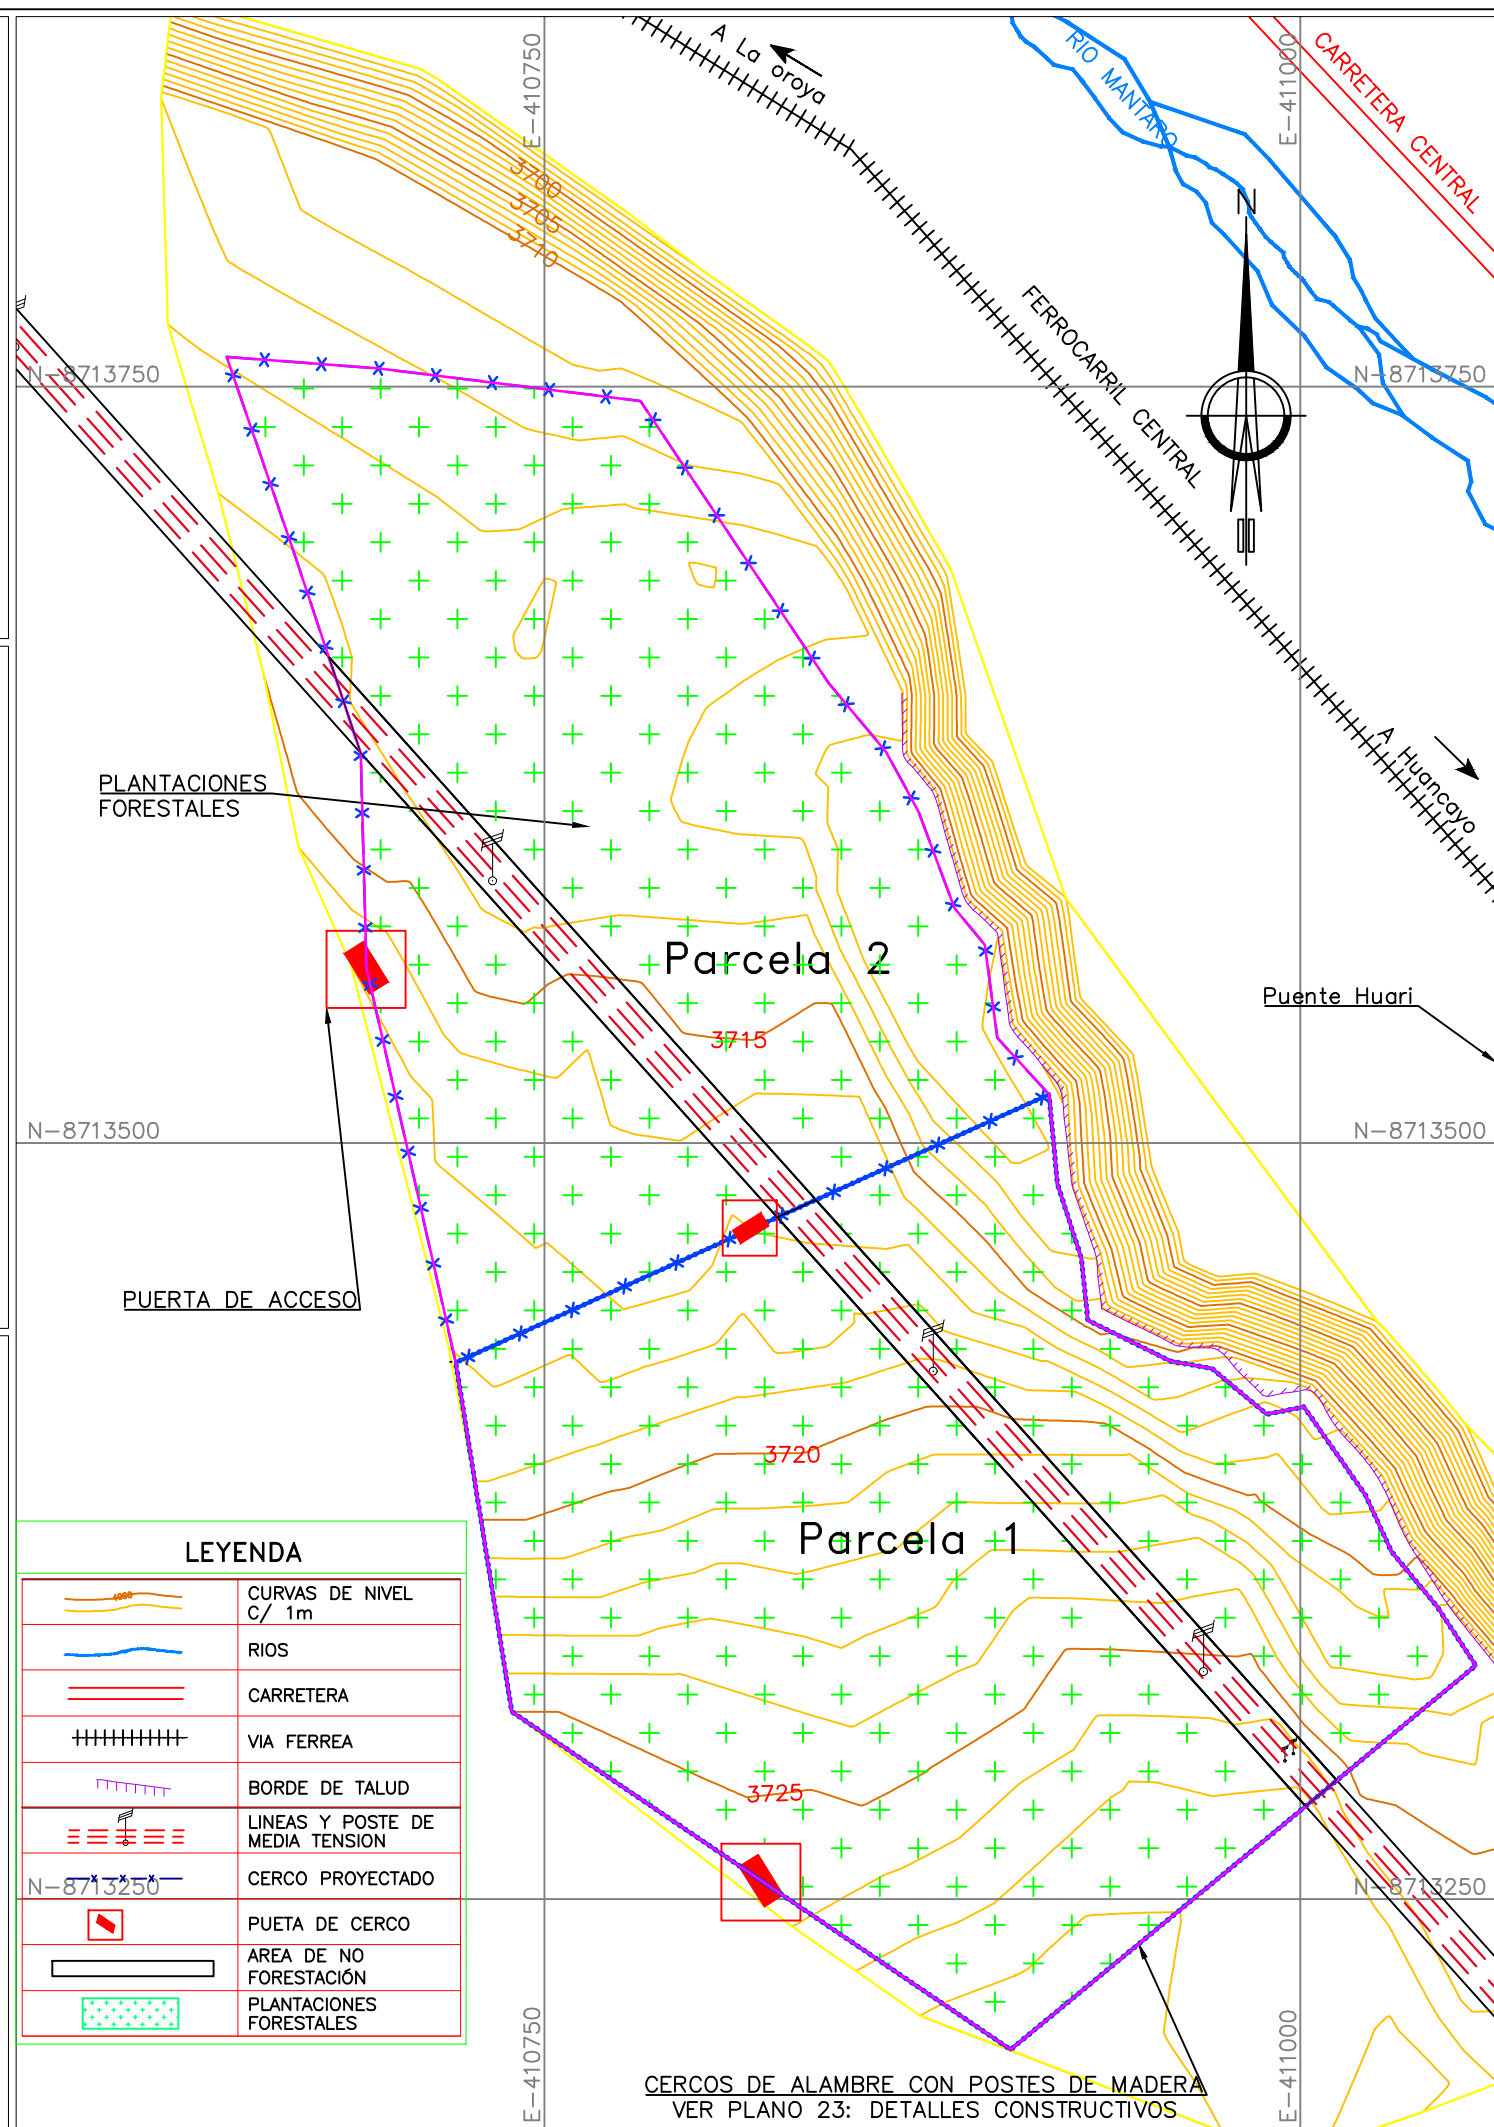 E-410750
A La oroya
RIO MANTARO
E-411000
CARRETERA CENTRAL
3700
3705
3710
N
FERROCARRIL CENTRAL
N-8713750
N-8713750
A Huancayo
PLANTACIONES
FORESTALES
Parcela 2
Puente Huari
3715
N-8713500
N-8713500
PUERTA DE ACCESO
3720
Parcela 1
LEYENDA
4000
CURVAS DE NIVEL
C/ 1m
RIOS
CARRETERA
VIA FERREA
BORDE DE TALUD
LINEAS Y POSTE DE
MEDIA TENSION
CERCO PROYECTADO
PUETA DE CERCO
AREA DE NO
FORESTACIÓN
PLANTACIONES
FORESTALES
3725
N-8713250
N-8713250
E-410750
E-411000
CERCOS DE ALAMBRE CON POSTES DE MADERA
VER PLANO 23: DETALLES CONSTRUCTIVOS